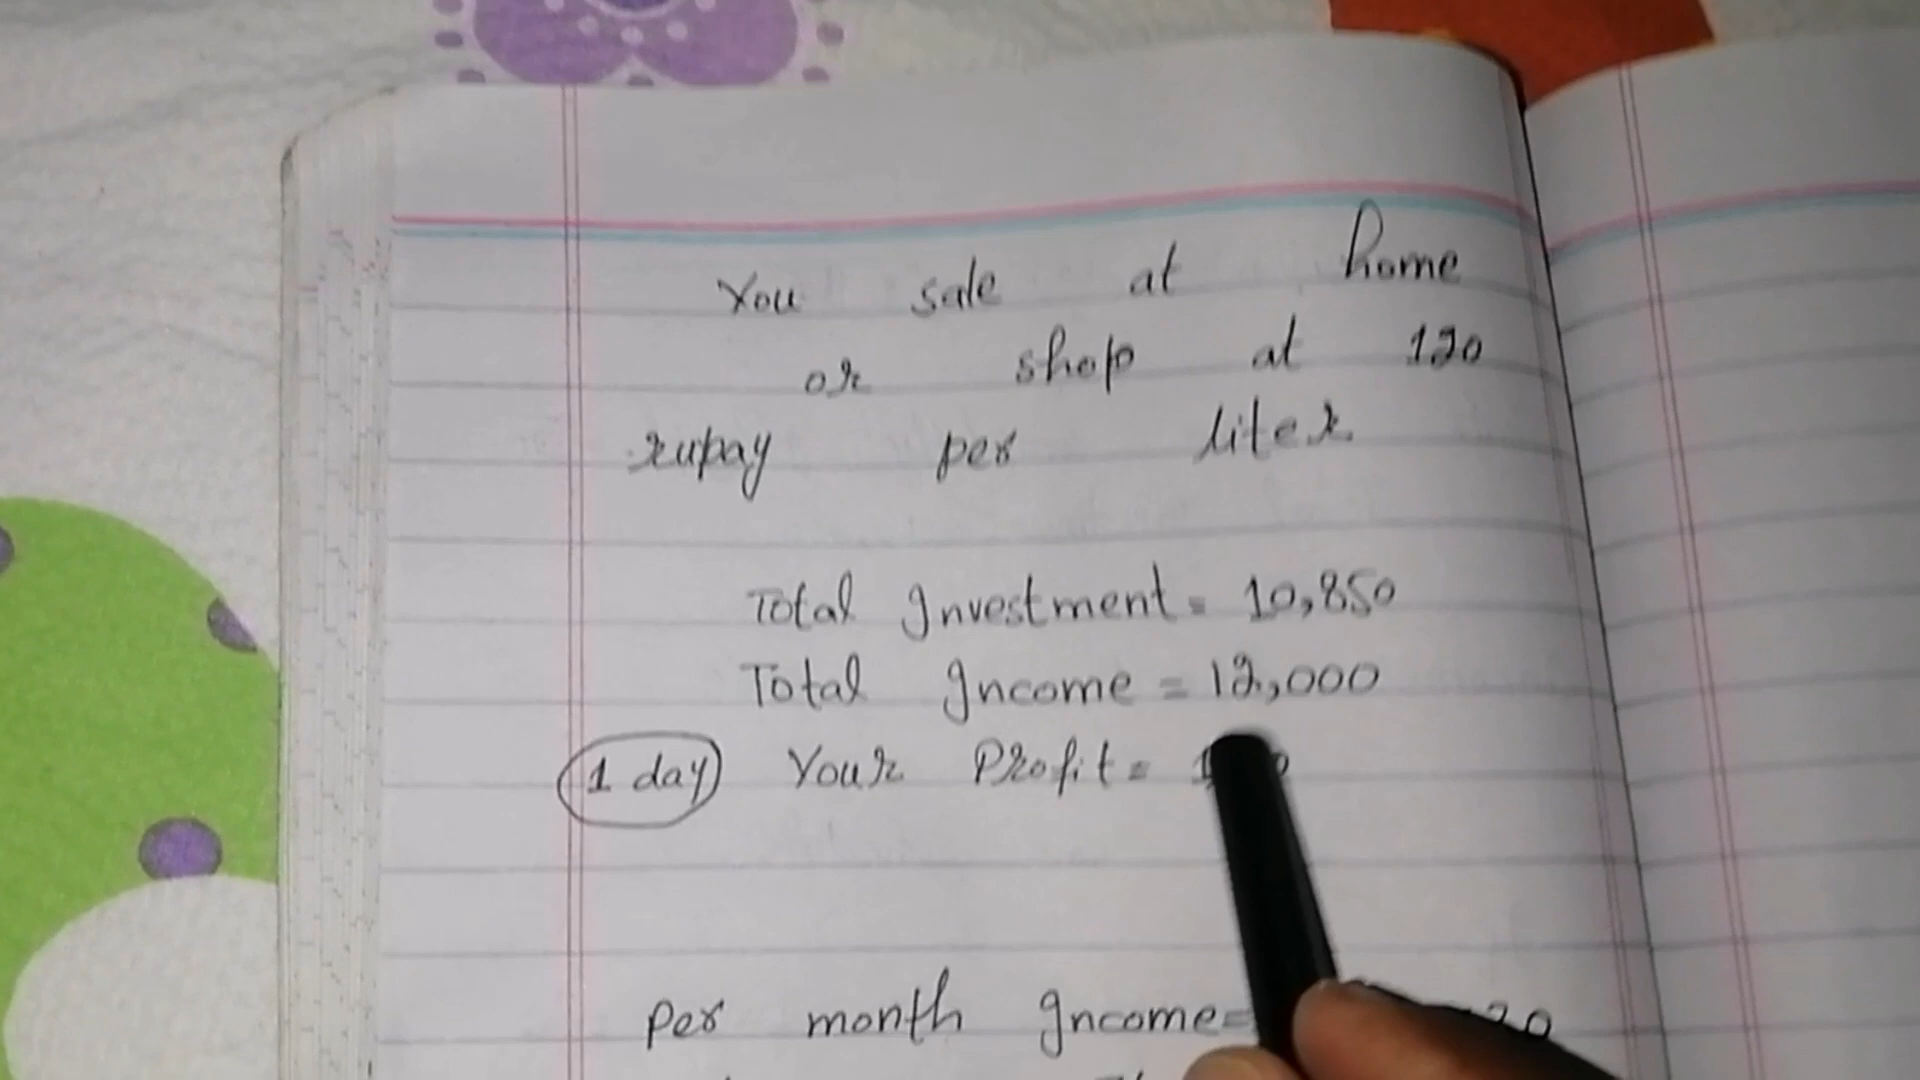 You sale at home
or shop at 120
rupay per liter
Total Investment = 10,850
Total Income = 12,000
1 day Your Profit =
per month Income=